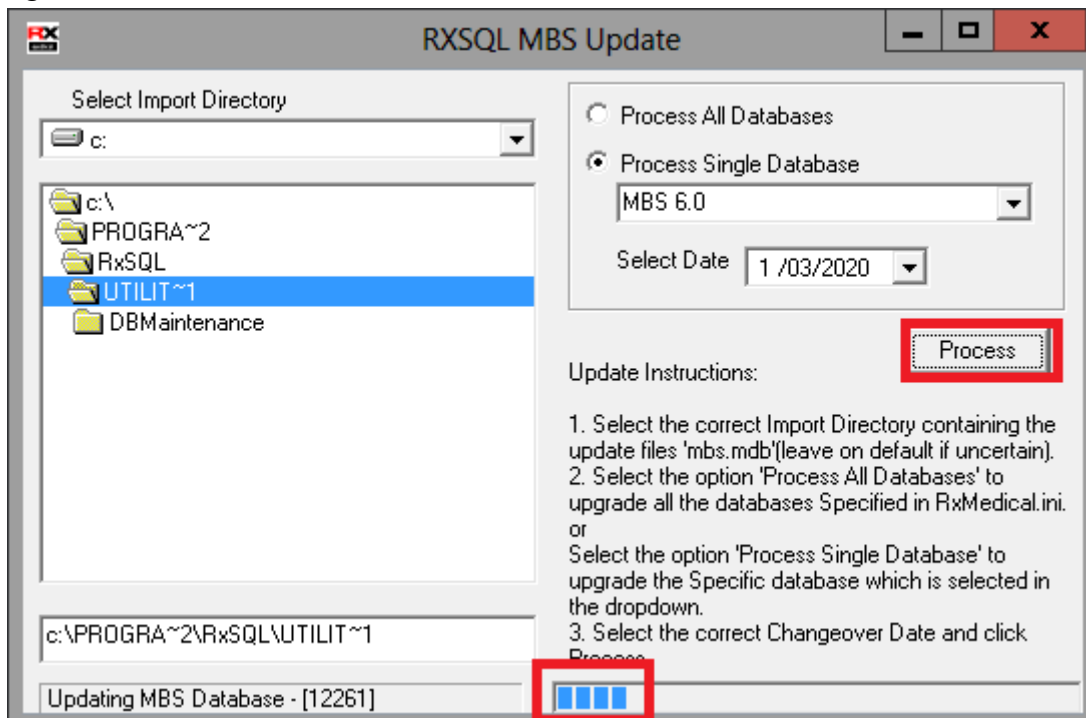 RX
RXSQL MBS Update
Select Import Directory
c:
c:\
PROGRA~2
RxSQL
UTILIT~1
DBMaintenance
c:\PROGRA~2\RxSQL\UTILIT~1
Updating MBS Database - [12261]
Process All Databases
Process Single Database
MBS 6.0
Select Date 1 /03/2020
Process
Update Instructions:
1. Select the correct Import Directory containing the
update files 'mbs.mdb'(leave on default if uncertain).
2. Select the option 'Process All Databases' to
upgrade all the databases Specified in RxMedical.ini.
or
Select the option 'Process Single Database' to
upgrade the Specific database which is selected in
the dropdown.
3. Select the correct Changeover Date and click
Process